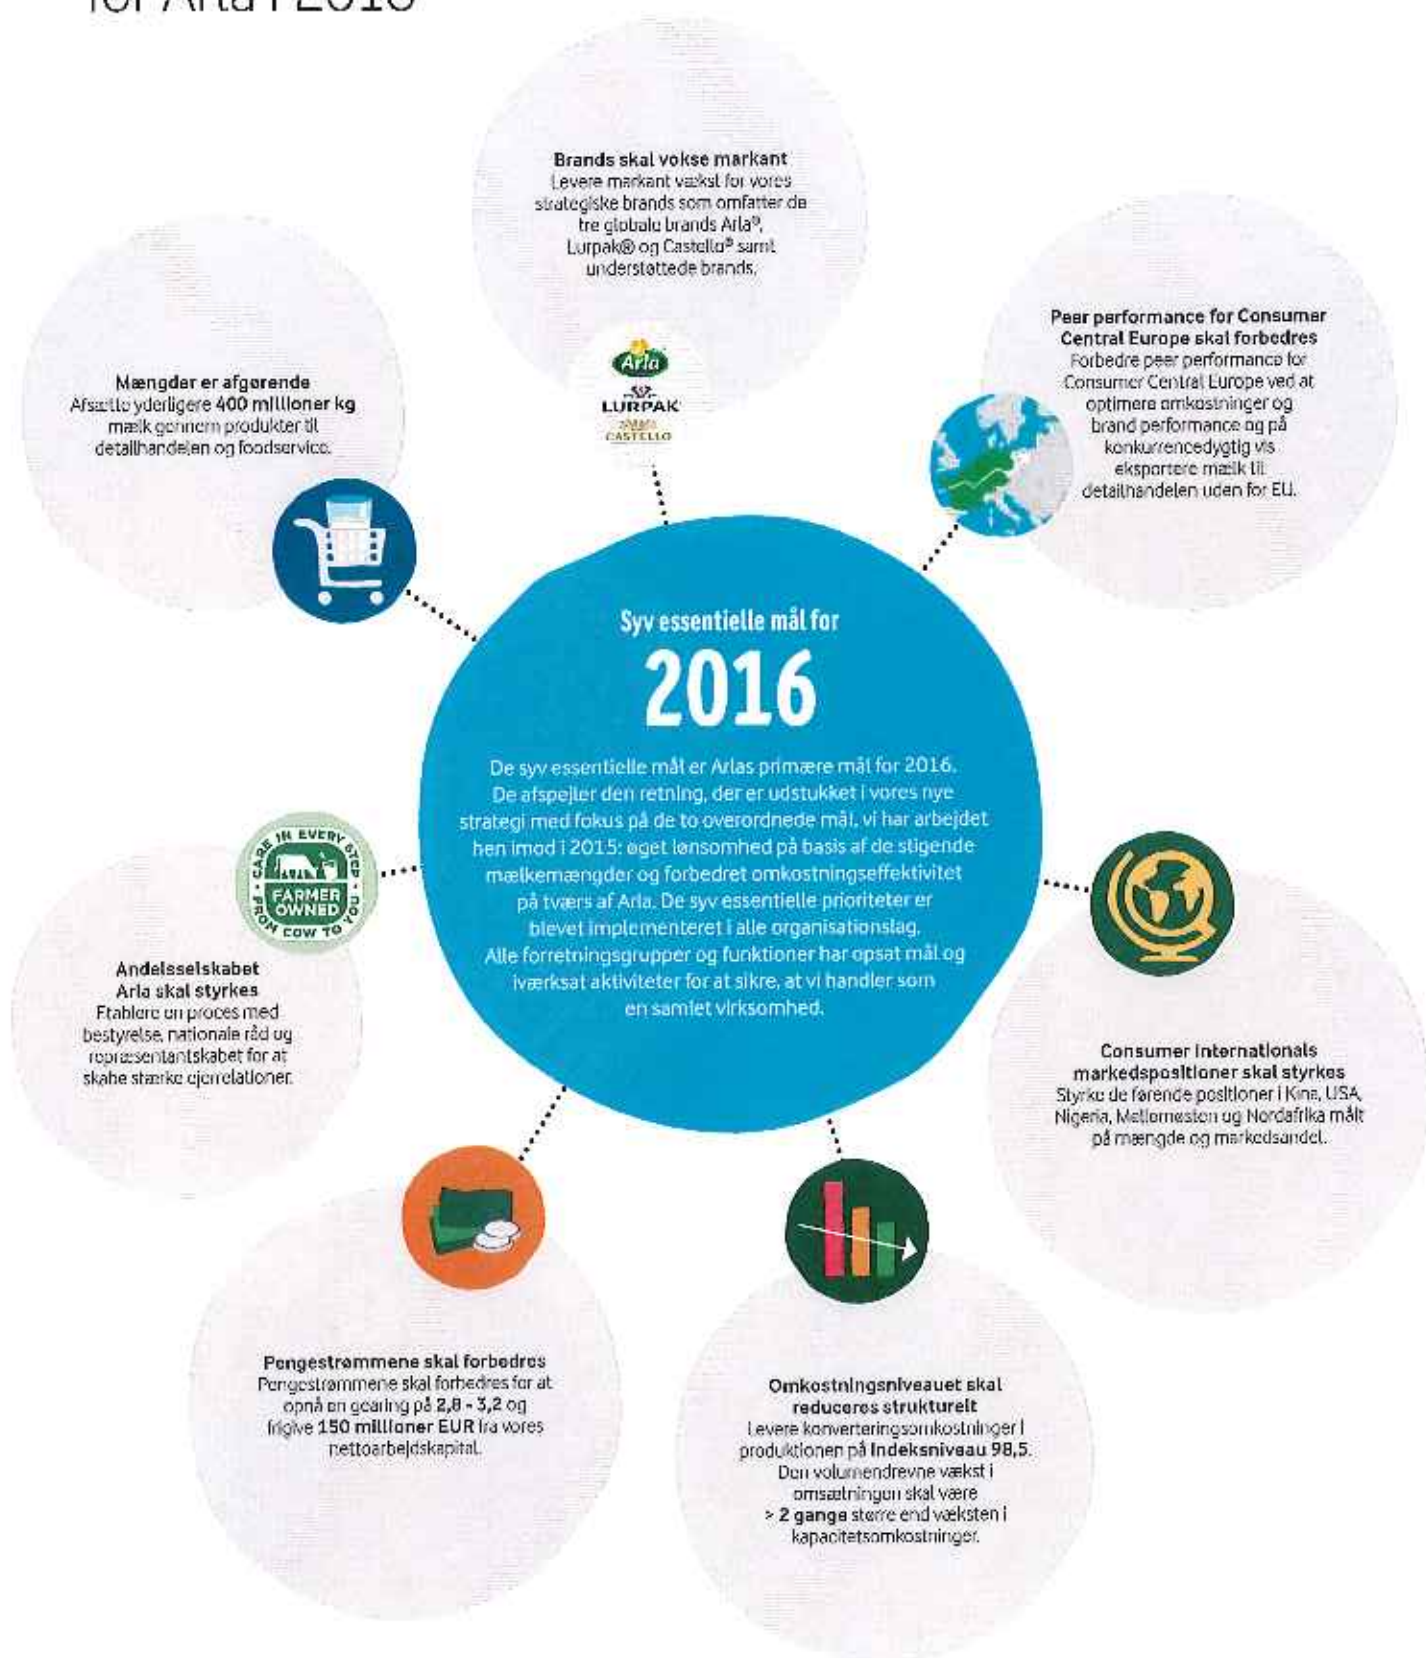 for Arla i 2016
Brands skal vokse markant
Levere markant vækst for vores
strategiske brands som omfatter de
tre globale brands Arla®,
Lurpak® og Castello® samt
understøttede brands.
Arla
LURPAK
CASTELLO
Peer performance for Consumer
Central Europe skal forbedres
Forbedre peer performance for
Consumer Central Europe ved at
optimere omkostninger og
brand performance og på
konkurrencedygtig vis
eksportere mælk til
detailhandelen uden for EU.
Mængder er afgørende
Afsætte yderligere 400 millioner kg
mælk gennem produkter til
detailhandelen og foodservice.
Syv essentielle mål for
2016
De syv essentielle mål er Arlas primære mål for 2016.
De afspejler den retning, der er udstukket i vores nye
strategi med fokus på de to overordnede mål, vi har arbejdet
hen imod i 2015: øget lønsomhed på basis af de stigende
mælkemængder og forbedret omkostningseffektivitet
på tværs af Arla. De syv essentielle prioriteter er
blevet implementeret i alle organisationslag.
Alle forretningsgrupper og funktioner har opsat mål og
iværksat aktiviteter for at sikre, at vi handler som
en samlet virksomhed.
CARE IN EVERY STEP
FARMER
OWNED
FROM COW TO YOU
Andelsselskabet
Arla skal styrkes
Etablere en proces med
bestyrelse, nationale råd og
repræsentantskabet for at
skabe stærke ejerrelationer.
Consumer Internationals
markedspositioner skal styrkes
Styrke de førende positioner i Kina, USA,
Nigeria, Mellemøsten og Nordafrika målt
på mængde og markedsandel.
Pengestrømmene skal forbedres
Pengestrømmene skal forbedres for at
opnå en gearing på 2,8 - 3,2 og
frigive 150 millioner EUR fra vores
nettoarbejdskapital.
Omkostningsniveauet skal
reduceres strukturelt
Levere konverteringsomkostninger i
produktionen på indeksniveau 98,5.
Den volumendrevne vækst i
omsætningen skal være
> 2 gange større end væksten i
kapacitetsomkostninger.